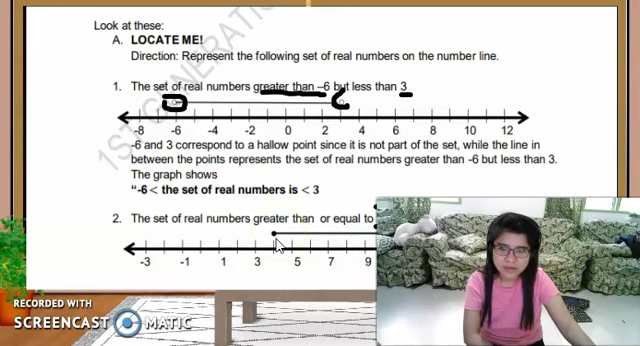 Look at these:
A. LOCATE ME!
Direction: Represent the following set of real numbers on the number line.
1. The set of real numbers greater than –6 but less than 3
-8 -6 -4 -2 0 2 4 6 8 10 12
-6 and 3 correspond to a hallow point since it is not part of the set, while the line in
between the points represents the set of real numbers greater than -6 but less than 3.
The graph shows
“-6 < the set of real numbers is < 3
2. The set of real numbers greater than or equal to
-3 -1 1 3 5 7 9
1ST GENERATION
RECORDED WITH
SCREENCAST MATIC